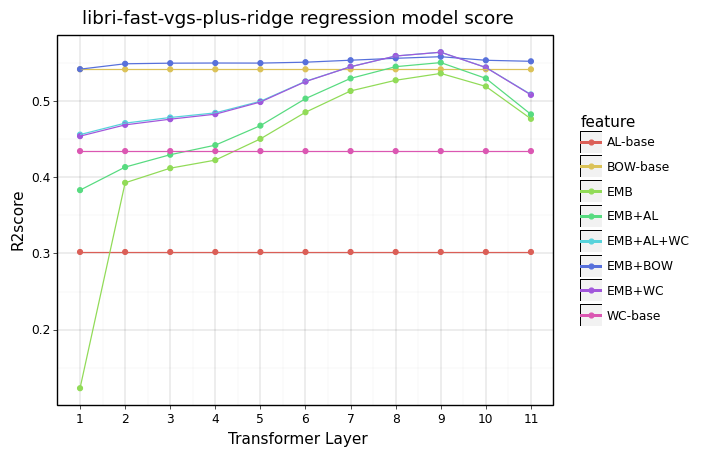 libri-fast-vgs-plus-ridge regression model score
R2score
0.5
0.4
0.3
0.2
1 2 3 4 5 6 7 8 9 10 11
Transformer Layer
feature
AL-base
BOW-base
EMB
EMB+AL
EMB+AL+WC
EMB+BOW
EMB+WC
WC-base